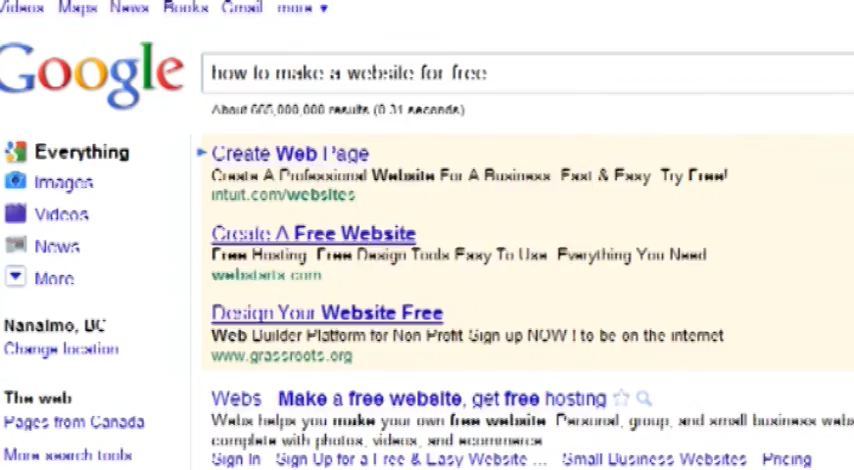 Videos Maps News Books Gmail more ▼
Google
how to make a website for free
About 665,000,000 results (0.31 seconds)
Everything
Images
Videos
News
More
Nanaimo, BC
Change location
The web
Pages from Canada
More search tools
Create Web Page
Create A Professional Website For A Business Fast & Easy Try Free!
intuit.com/websites
Create A Free Website
Free Hosting Free Design Tools Easy To Use Everything You Need
webstarts.com
Design Your Website Free
Web Builder Platform for Non Profit Sign up NOW ! to be on the internet
www.grassroots.org
Webs Make a free website, get free hosting
Webs helps you make your own free website Personal, group, and small business webs
complete with photos, videos, and ecommerce
Sign In Sign Up for a Free & Easy Website ... Small Business Websites Pricing